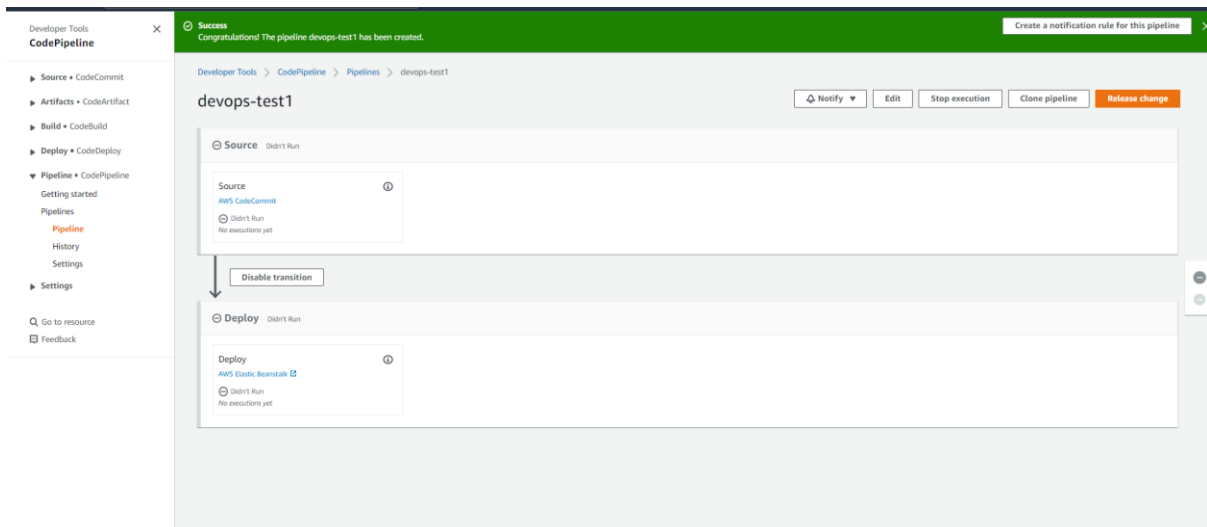 Developer Tools
CodePipeline
Source • CodeCommit
Artifacts • CodeArtifact
Build • CodeBuild
Deploy • CodeDeploy
Pipeline • CodePipeline
Getting started
Pipelines
Pipeline
History
Settings
Settings
Go to resource
Feedback
Success
Congratulations! The pipeline devops-test1 has been created.
Create a notification rule for this pipeline
Developer Tools > CodePipeline > Pipelines > devops-test1
devops-test1
Notify
Edit
Stop execution
Clone pipeline
Release change
Source Didn't Run
Source
AWS CodeCommit
Didn't Run
No executions yet
Disable transition
Deploy Didn't Run
Deploy
AWS Elastic Beanstalk
Didn't Run
No executions yet